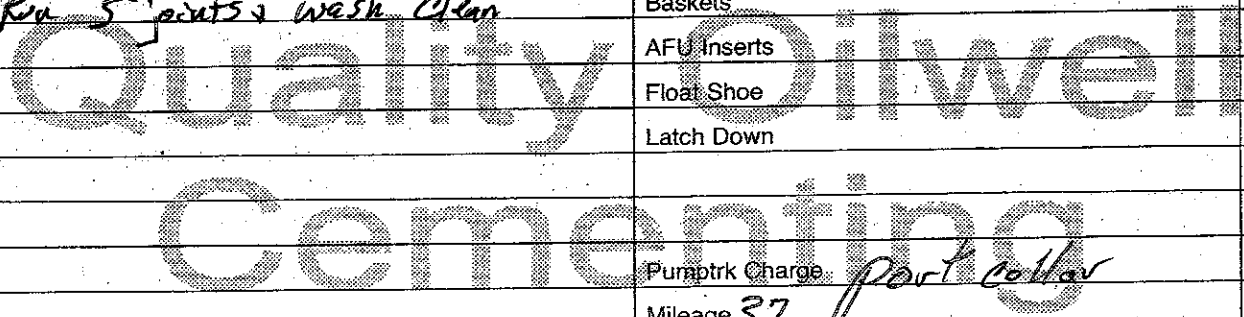 Run 5 joints & wash clean
Baskets
AFU Inserts
Float Shoe
Latch Down
Quality Oilwell
Cementing
Pumptrk Charge port collar
Mileage 37